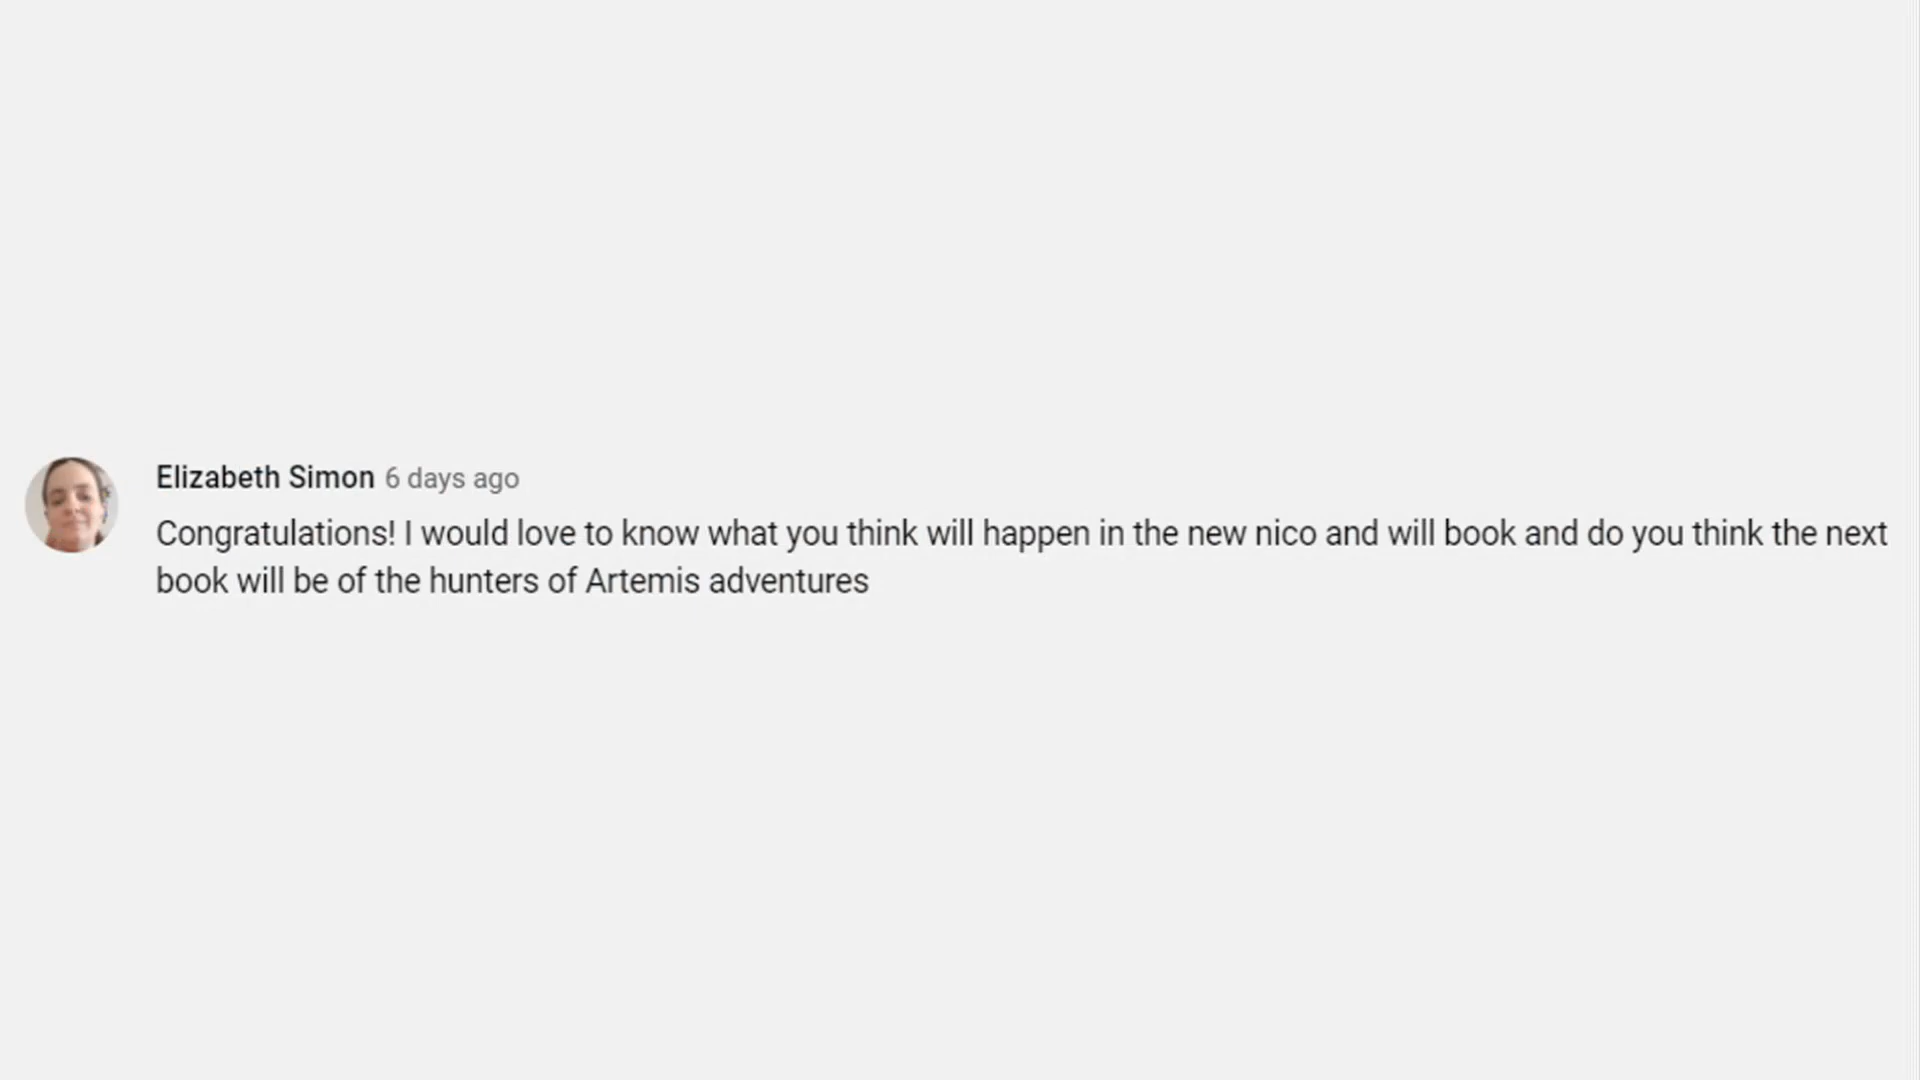 Elizabeth Simon 6 days ago
Congratulations! I would love to know what you think will happen in the new nico and will book and do you think the next
book will be of the hunters of Artemis adventures